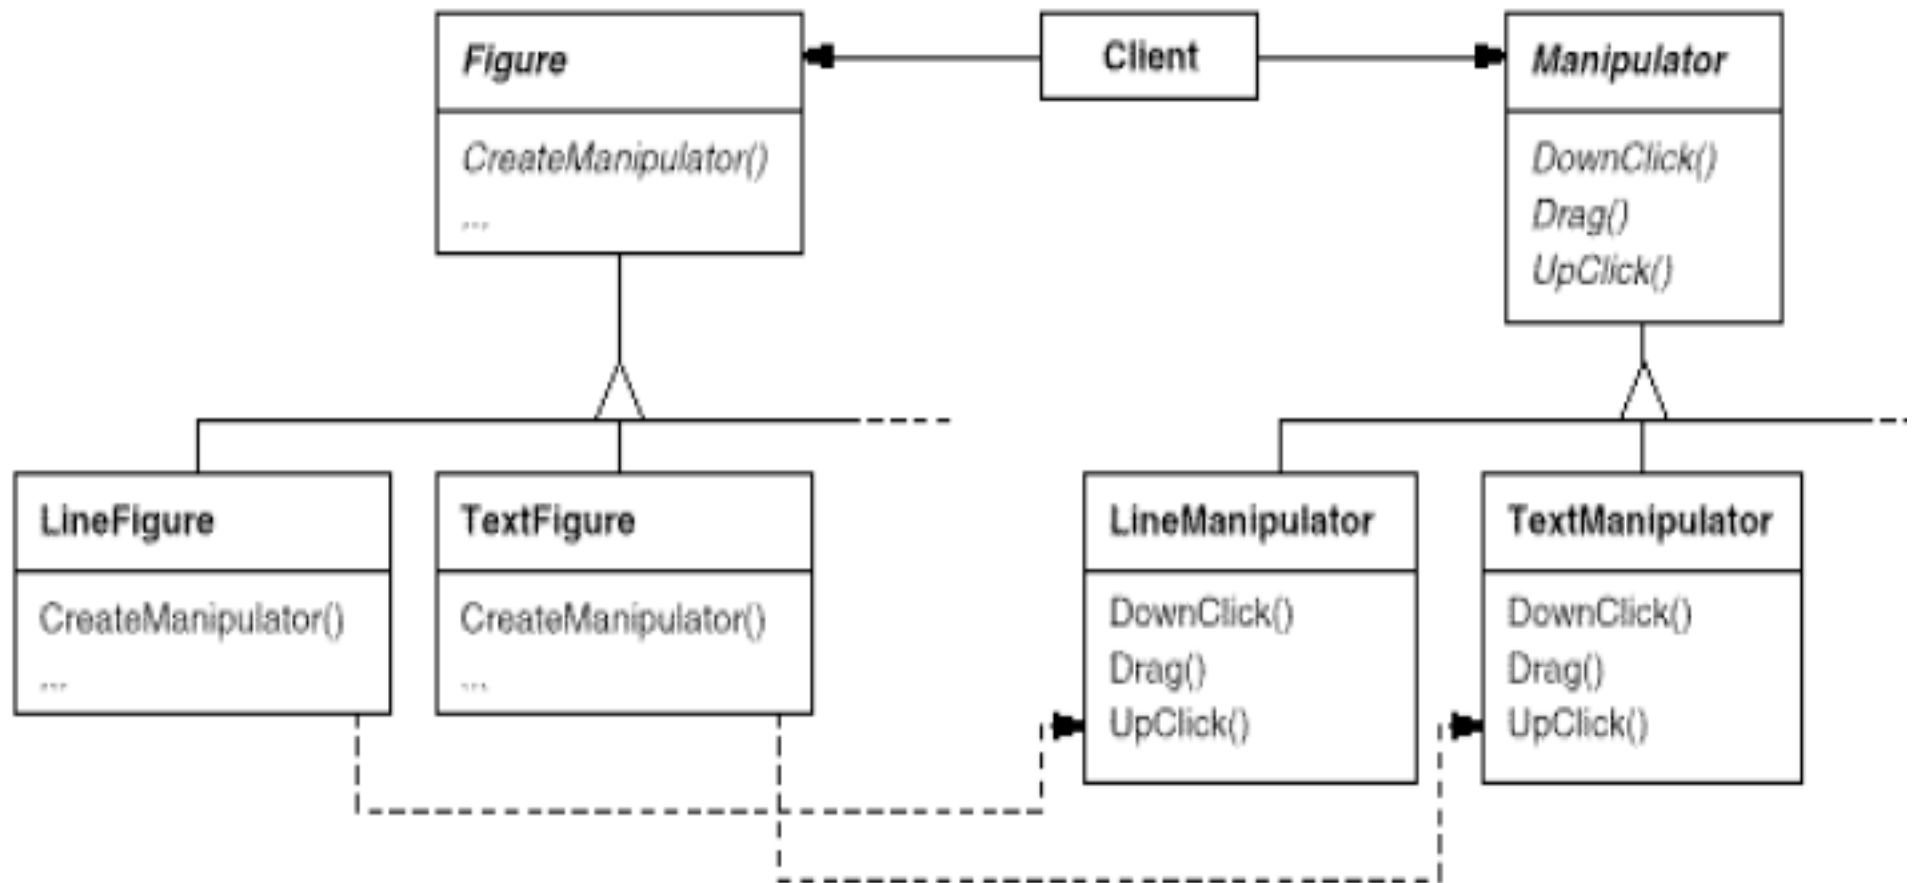 Figure
CreateManipulator()
...
Client
Manipulator
DownClick()
Drag()
UpClick()
LineFigure
CreateManipulator()
...
TextFigure
CreateManipulator()
...
LineManipulator
DownClick()
Drag()
UpClick()
TextManipulator
DownClick()
Drag()
UpClick()